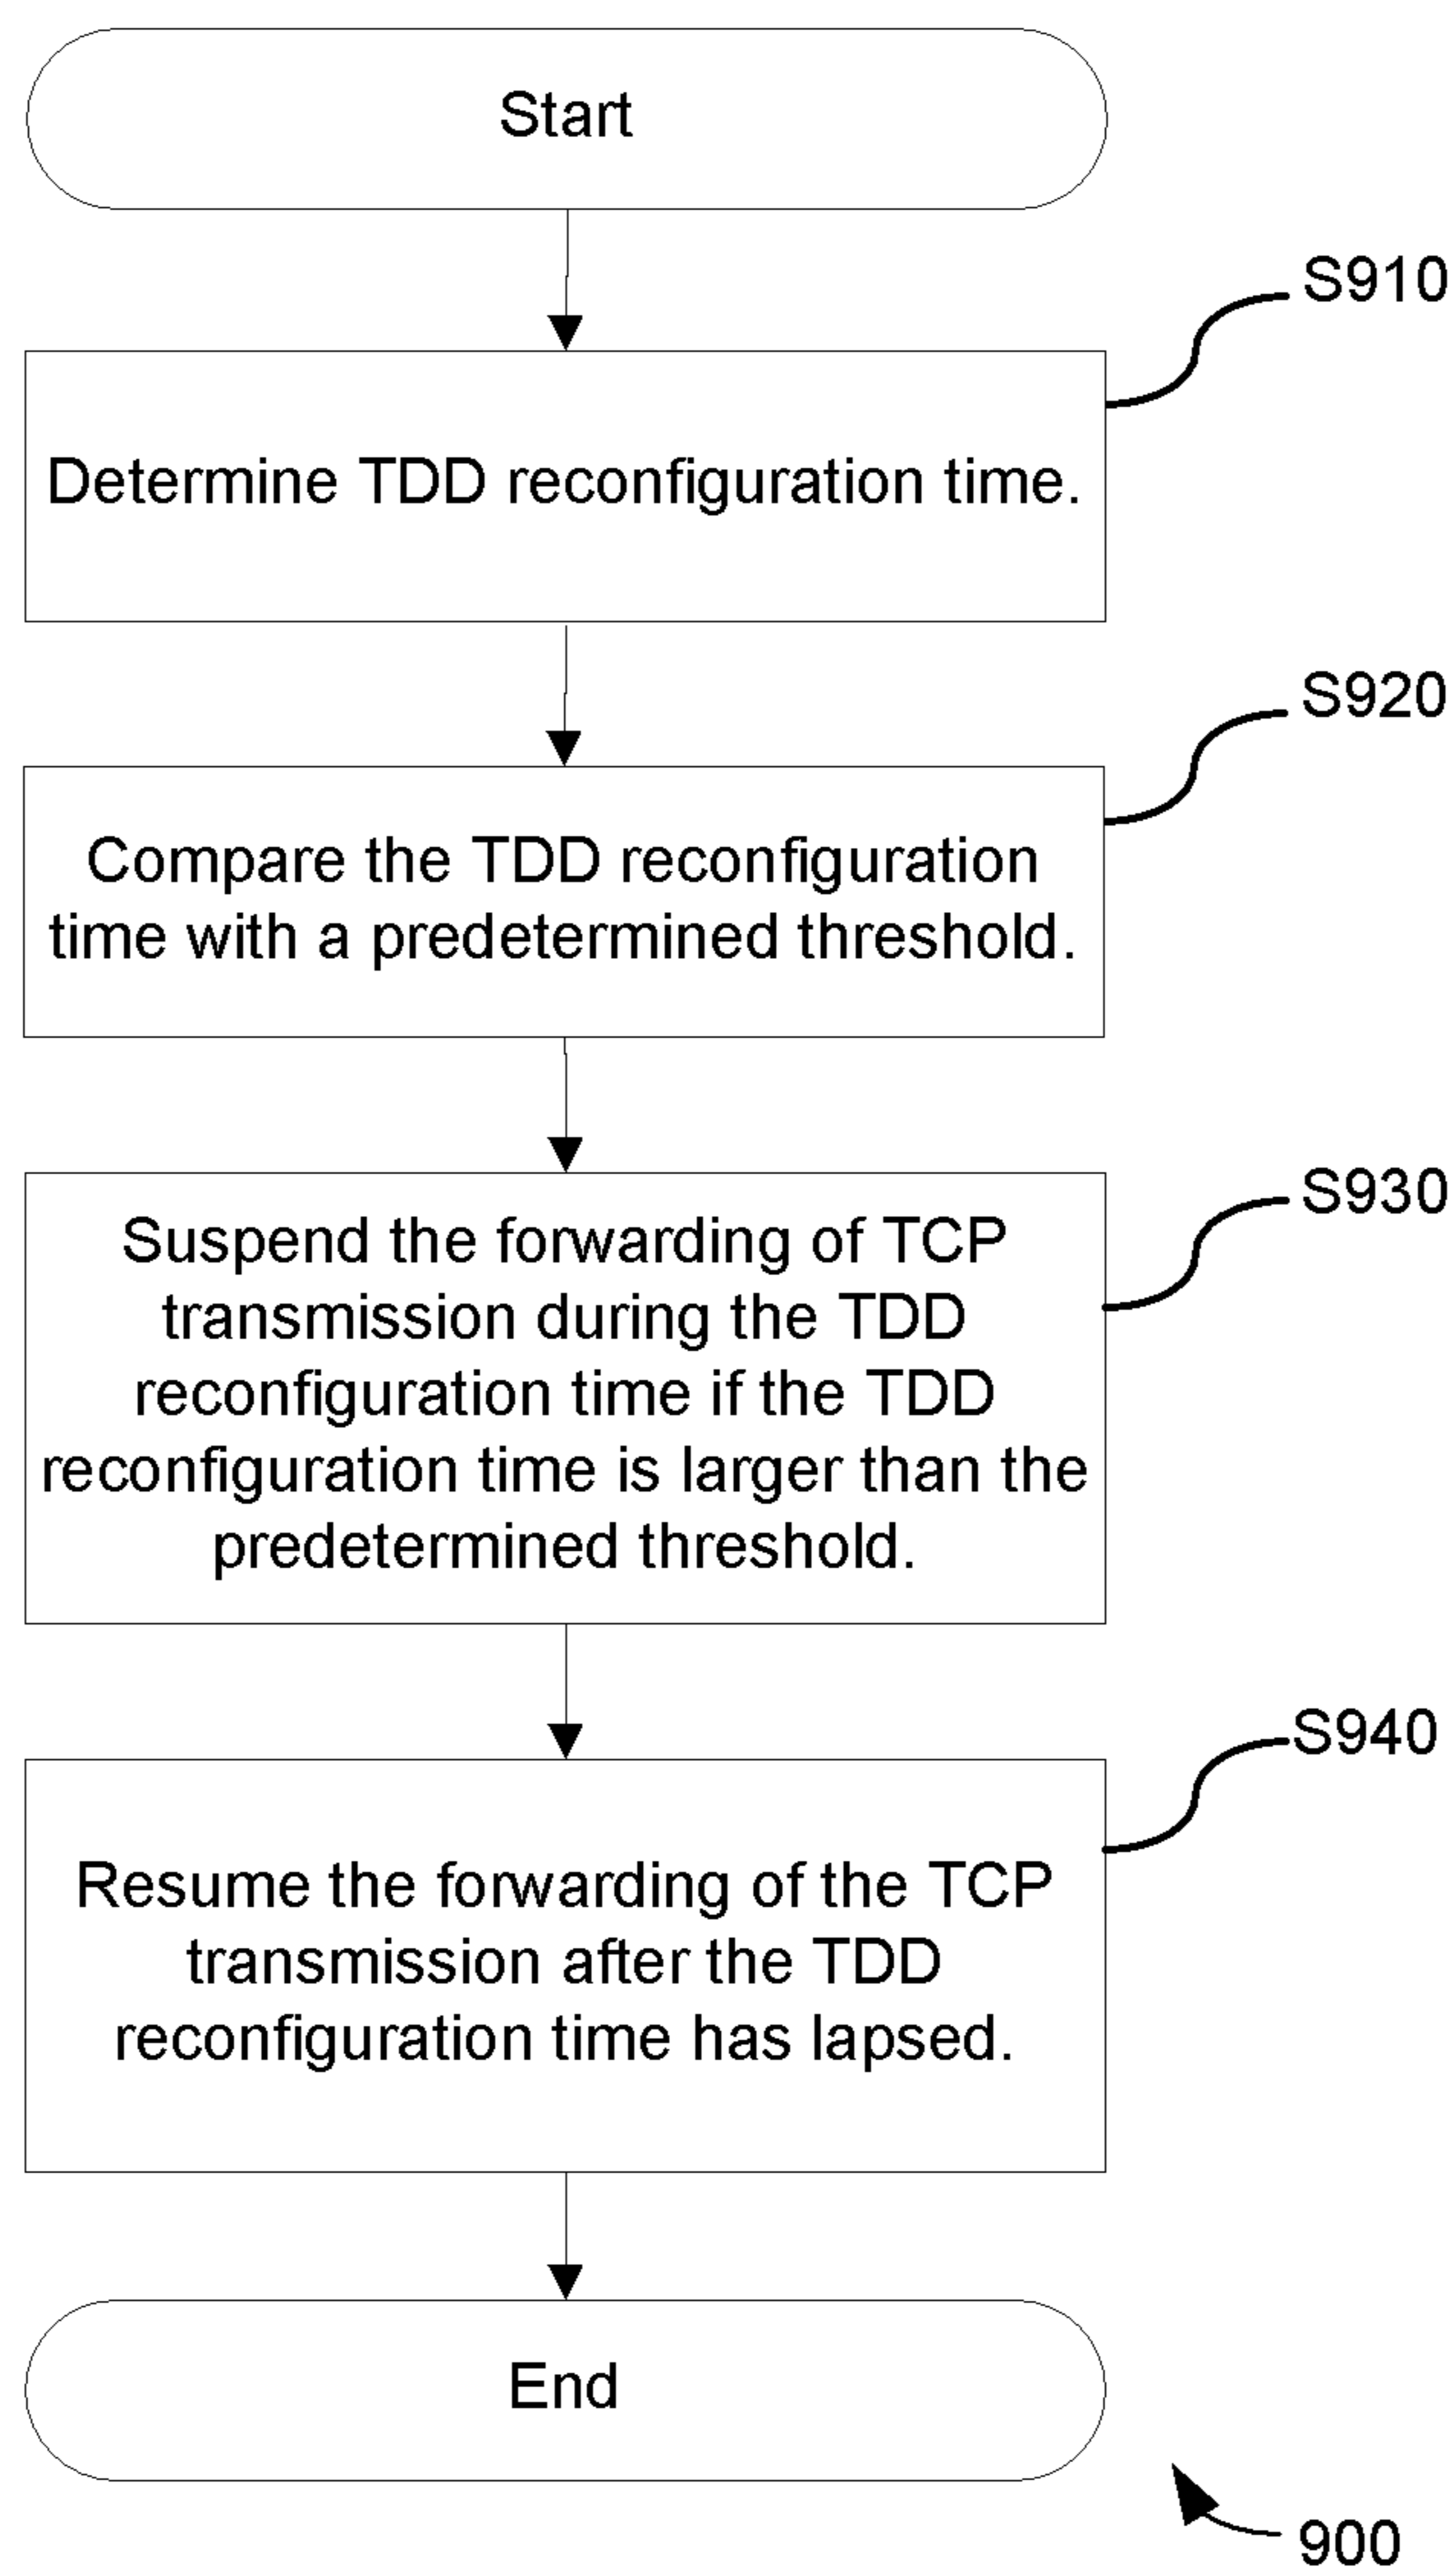 Start
S910
Determine TDD reconfiguration time.
S920
Compare the TDD reconfiguration
time with a predetermined threshold.
S930
Suspend the forwarding of TCP
transmission during the TDD
reconfiguration time if the TDD
reconfiguration time is larger than the
predetermined threshold.
S940
Resume the forwarding of the TCP
transmission after the TDD
reconfiguration time has lapsed.
End
900